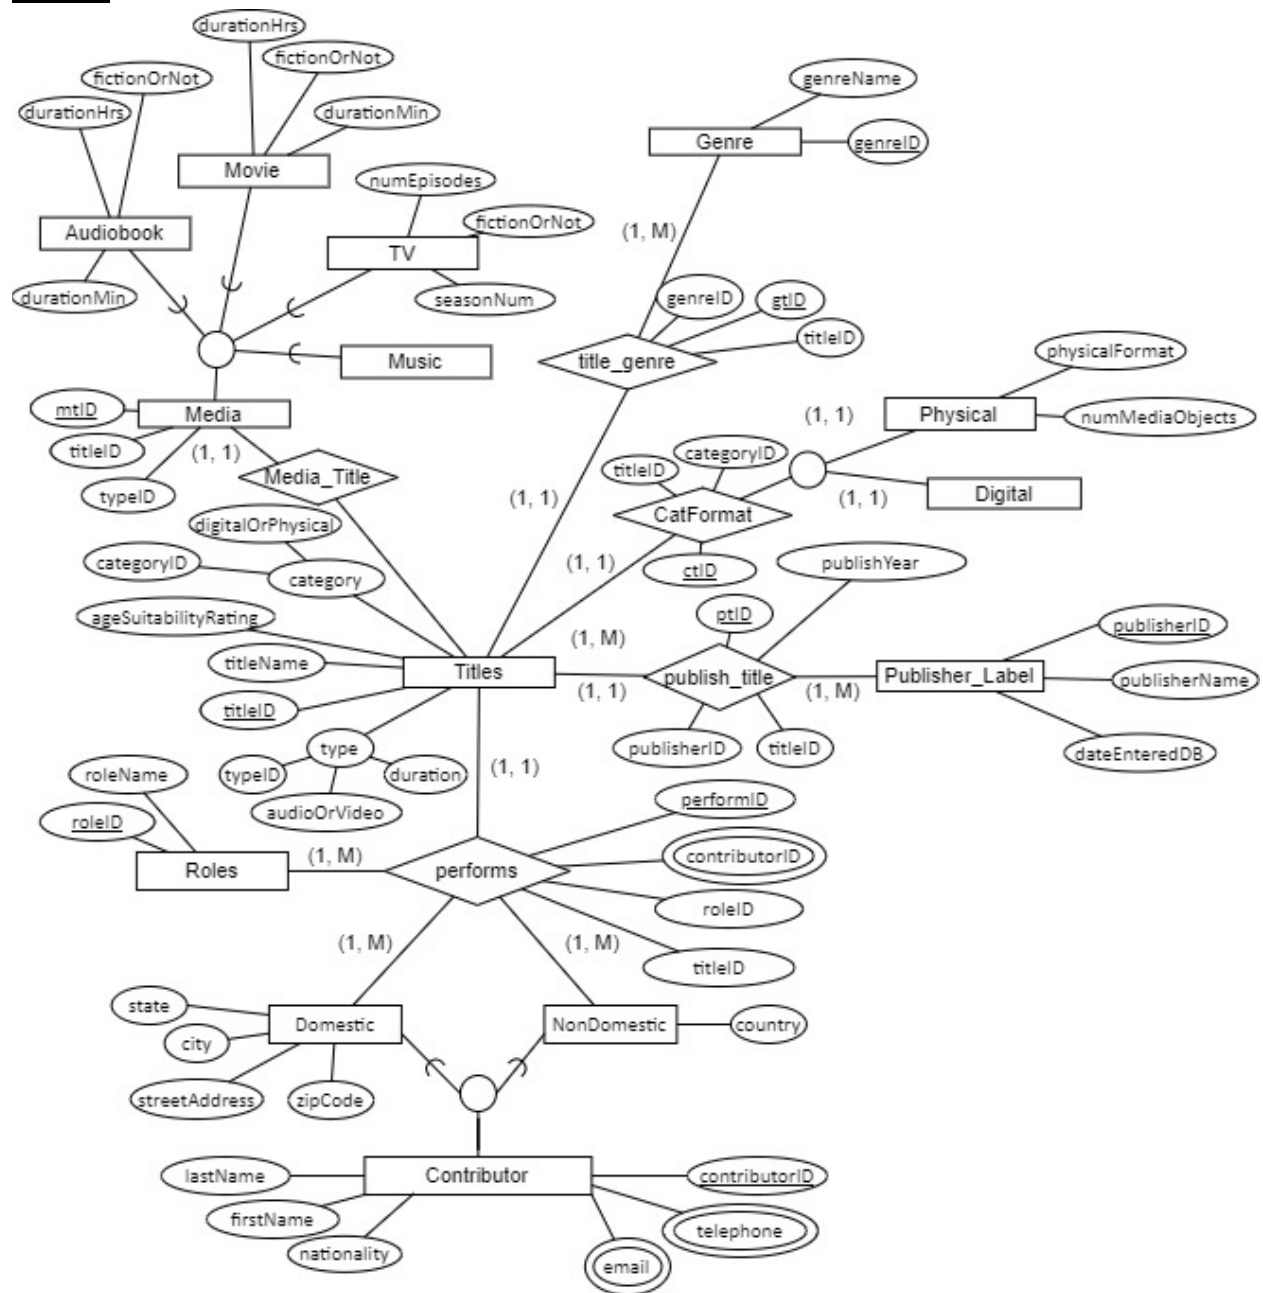 durationHrs
fictionOrNot
fictionOrNot
genreName
durationHrs
durationMin
Genre
genreID
Movie
numEpisodes
Audiobook
fictionOrNot
(1, M)
TV
durationMin
seasonNum
genreID
gtID
titleID
title_genre
Music
physicalFormat
mtID
Media
(1, 1)
Physical
numMediaObjects
titleID
(1, 1)
categoryID
titleID
Media_Title
typeID
(1, 1)
(1, 1)
Digital
digitalOrPhysical
CatFormat
categoryID
category
(1, 1)
ctID
publishYear
ageSuitabilityRating
ptID
(1, M)
publisherID
titleName
Titles
publish_title
Publisher_Label
publisherName
(1, 1)
(1, M)
titleID
type
publisherID
titleID
dateEnteredDB
roleName
typeID
duration
(1, 1)
audioOrVideo
performID
roleID
(1, M)
contributorID
Roles
performs
roleID
(1, M)
(1, M)
titleID
state
Domestic
NonDomestic
country
city
streetAddress
zipCode
lastName
Contributor
contributorID
firstName
telephone
nationality
email